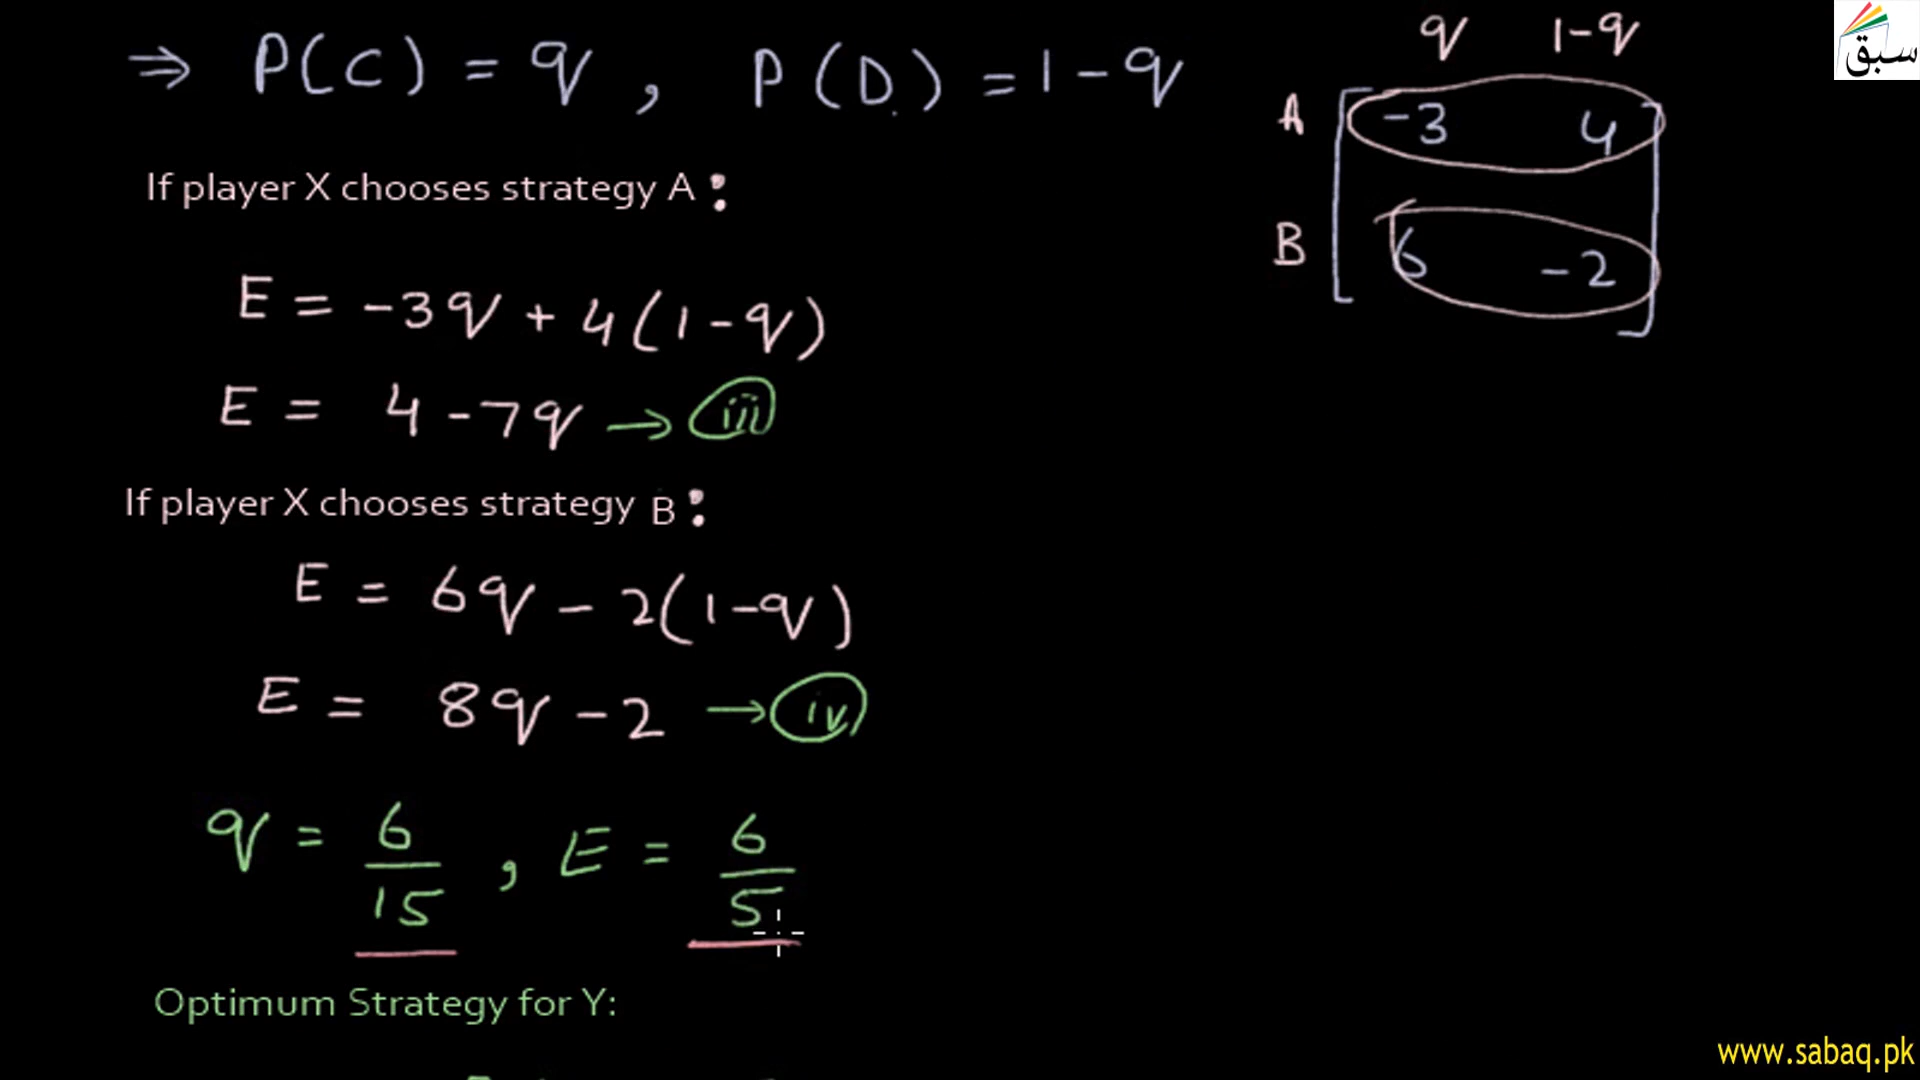 ⇒ P(C) = q , P(D) = 1 - q
q 1-q
سبق
A [ -3 4
B 6 -2 ]
If player X chooses strategy A :
E = -3q + 4(1-q)
E = 4 - 7q → (iii)
If player X chooses strategy B :
E = 6q - 2(1-q)
E = 8q - 2 → (iv)
q = 6/15 , E = 6/5
Optimum Strategy for Y:
www.sabaq.pk